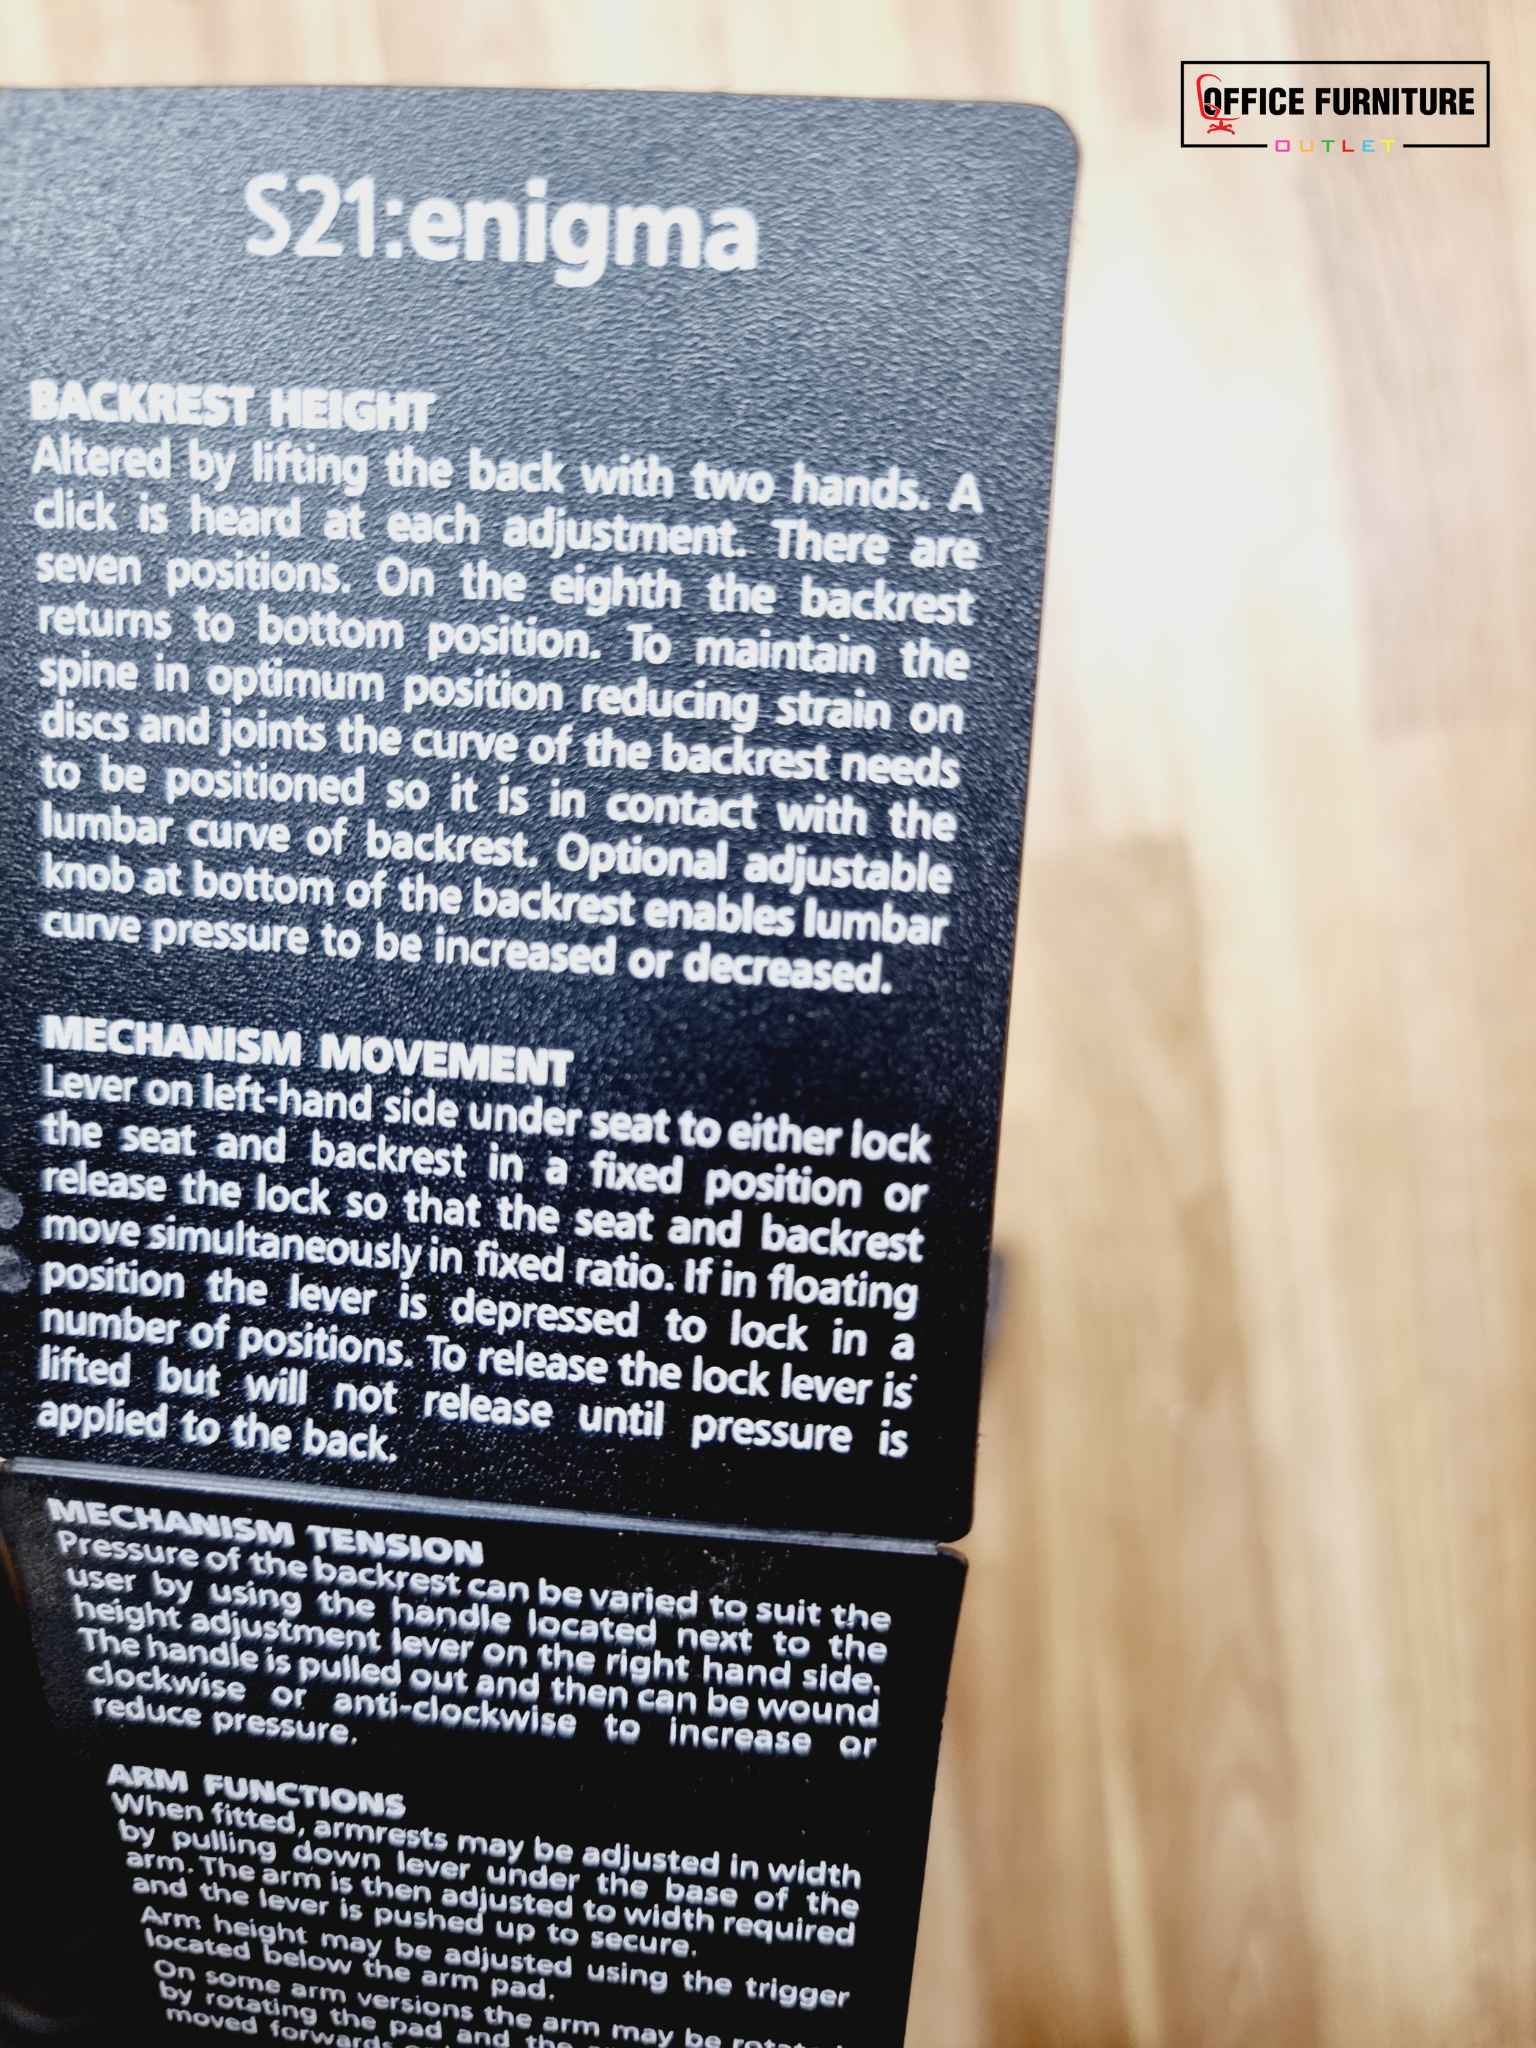 OFFICE FURNITURE
OUTLET
S21:enigma
BACKREST HEIGHT
Altered by lifting the back with two hands. A
click is heard at each adjustment. There are
seven positions. On the eighth the backrest
returns to bottom position. To maintain the
spine in optimum position reducing strain on
discs and joints the curve of the backrest needs
to be positioned so it is in contact with the
lumbar curve of backrest. Optional adjustable
knob at bottom of the backrest enables lumbar
curve pressure to be increased or decreased.
MECHANISM MOVEMENT
Lever on left-hand side under seat to either lock
the seat and backrest in a fixed position or
release the lock so that the seat and backrest
move simultaneously in fixed ratio. If in floating
position the lever is depressed to lock in a
number of positions. To release the lock lever is
lifted but will not release until pressure is
applied to the back.
MECHANISM TENSION
Pressure of the backrest can be varied to suit the
user by using the handle located next to the
height adjustment lever on the right hand side.
The handle is pulled out and then can be wound
clockwise or anti-clockwise to increase or
reduce pressure.
ARM FUNCTIONS
When fitted, armrests may be adjusted in width
by pulling down lever under the base of the
arm. The arm is then adjusted to width required
and the lever is pushed up to secure.
Arm height may be adjusted using the trigger
located below the arm pad.
On some arm versions the arm may be
by rotating the pad and the
moved forwards